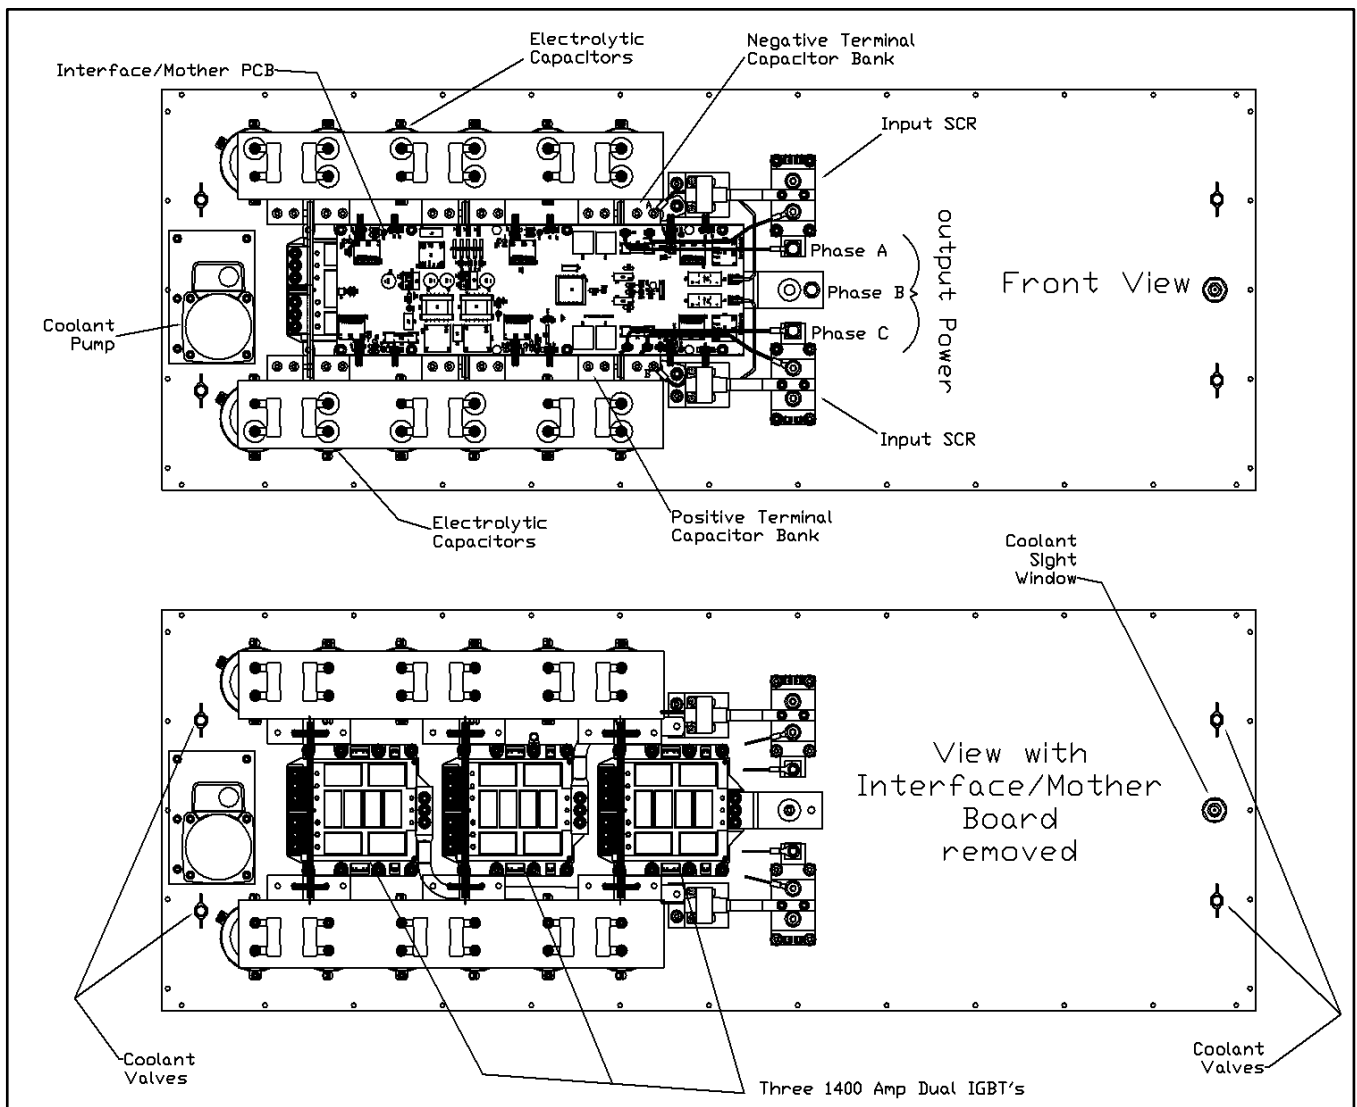 Electrolytic
Capacitors
Negative Terminal
Capacitor Bank
Interface/Mother PCB
Input SCR
A
Phase A
Phase B
Phase C
Output Power
Front View
Coolant
Pump
B
Input SCR
Electrolytic
Capacitors
Positive Terminal
Capacitor Bank
Coolant
Sight
Window
View with
Interface/Mother
Board
removed
Coolant
Valves
Coolant
Valves
Three 1400 Amp Dual IGBT's